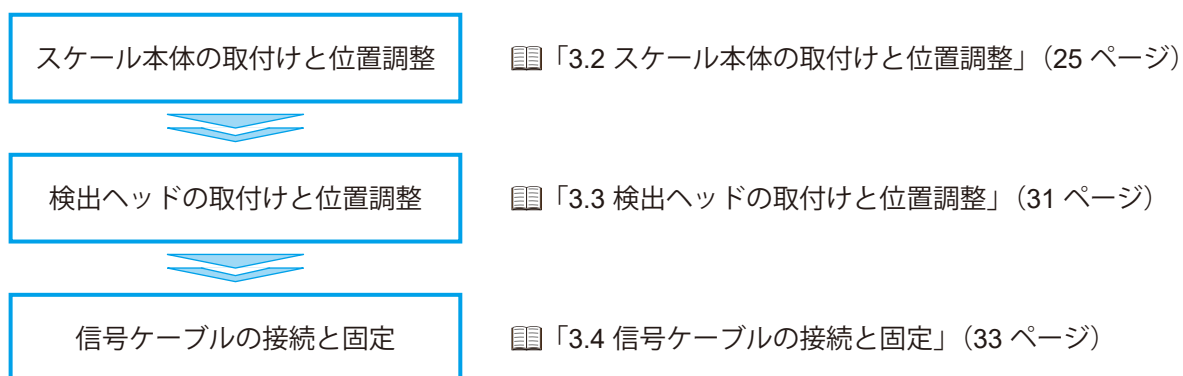 スケール本体の取付けと位置調整 「3.2 スケール本体の取付けと位置調整」（25 ページ）
検出ヘッドの取付けと位置調整 「3.3 検出ヘッドの取付けと位置調整」（31 ページ）
信号ケーブルの接続と固定 「3.4 信号ケーブルの接続と固定」（33 ページ）